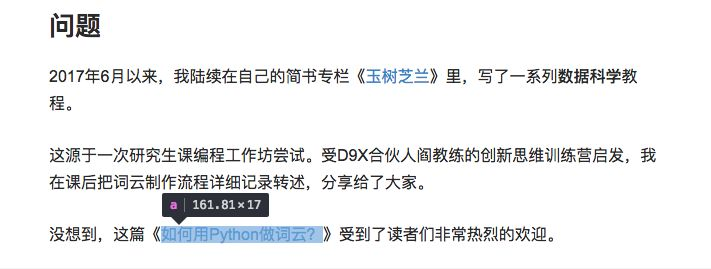 问题
2017年6月以来，我陆续在自己的简书专栏《玉树芝兰》里，写了一系列数据科学教
程。
这源于一次研究生课编程工作坊尝试。受D9X合伙人阎教练的创新思维训练营启发，我
在课后把词云制作流程详细记录转述，分享给了大家。
a 161.81×17
没想到，这篇《如何用Python做词云？》受到了读者们非常热烈的欢迎。